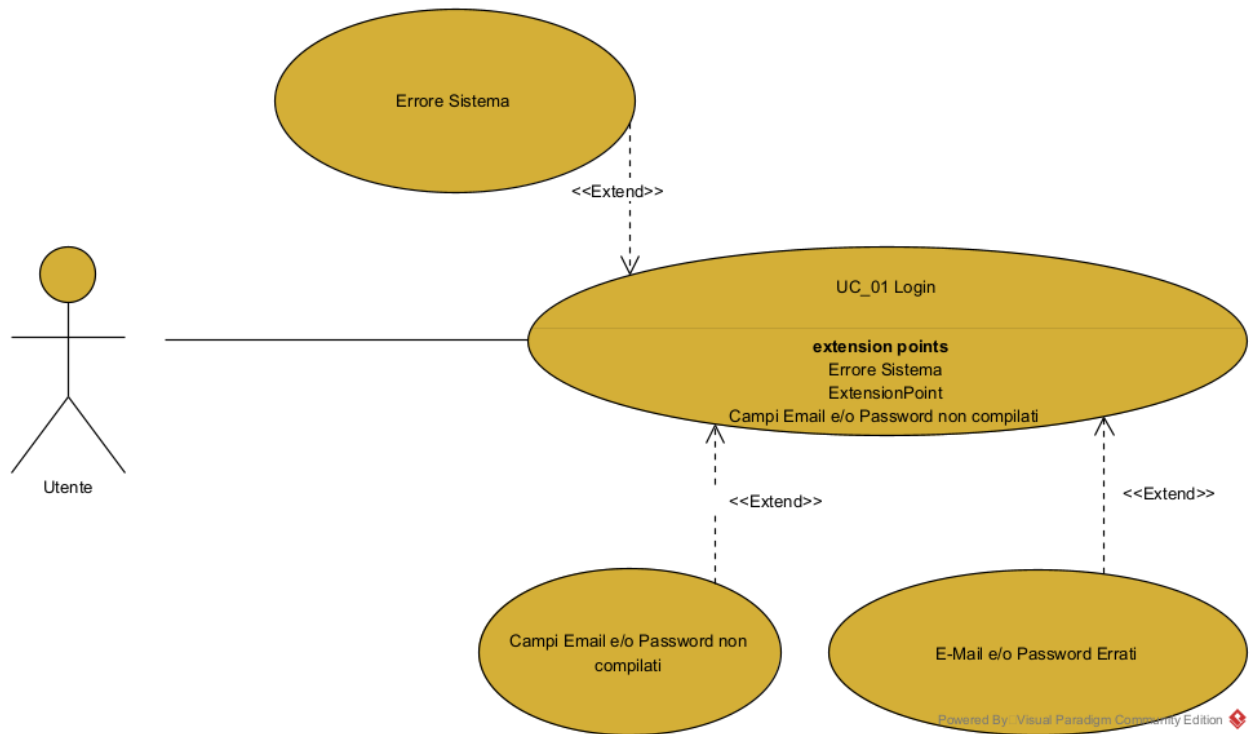 Errore Sistema
<<Extend>>
UC_01 Login
extension points
Errore Sistema
ExtensionPoint
Campi Email e/o Password non compilati
Utente
<<Extend>>
<<Extend>>
Campi Email e/o Password non
compilati
E-Mail e/o Password Errati
Powered By Visual Paradigm Community Edition